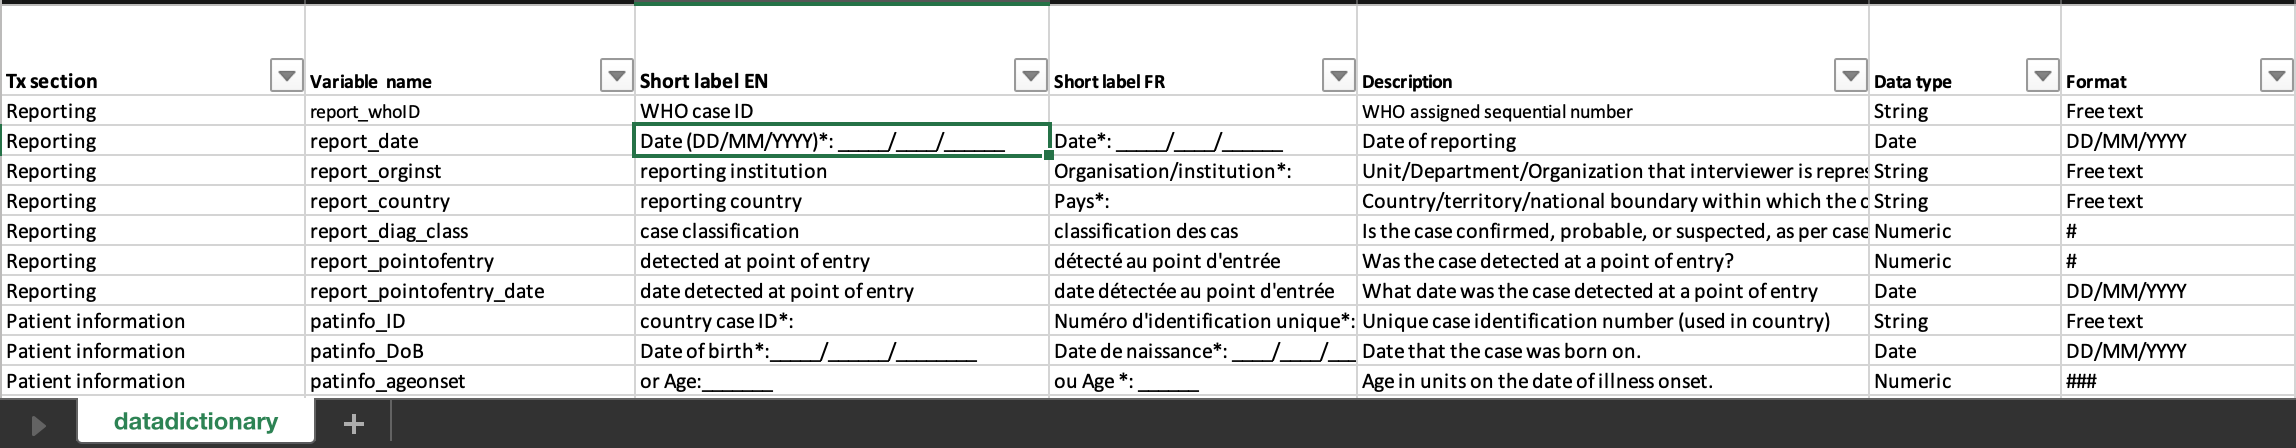 Tx section Variable name Short label EN Short label FR Description Data type Format
Reporting report_whoID WHO case ID WHO assigned sequential number String Free text
Reporting report_date Date (DD/MM/YYYY)*: _____/____/______ Date*: _____/____/______ Date of reporting Date DD/MM/YYYY
Reporting report_orginst reporting institution Organisation/institution*: Unit/Department/Organization that interviewer is repres String Free text
Reporting report_country reporting country Pays*: Country/territory/national boundary within which the c String Free text
Reporting report_diag_class case classification classification des cas Is the case confirmed, probable, or suspected, as per case Numeric #
Reporting report_pointofentry detected at point of entry détecté au point d'entrée Was the case detected at a point of entry? Numeric #
Reporting report_pointofentry_date date detected at point of entry date détectée au point d'entrée What date was the case detected at a point of entry Date DD/MM/YYYY
Patient information patinfo_ID country case ID*: Numéro d'identification unique*: Unique case identification number (used in country) String Free text
Patient information patinfo_DoB Date of birth*:_____/______/________ Date de naissance*: ____/____/___ Date that the case was born on. Date DD/MM/YYYY
Patient information patinfo_ageonset or Age:_______ ou Age *: ______ Age in units on the date of illness onset. Numeric ###
datadictionary +